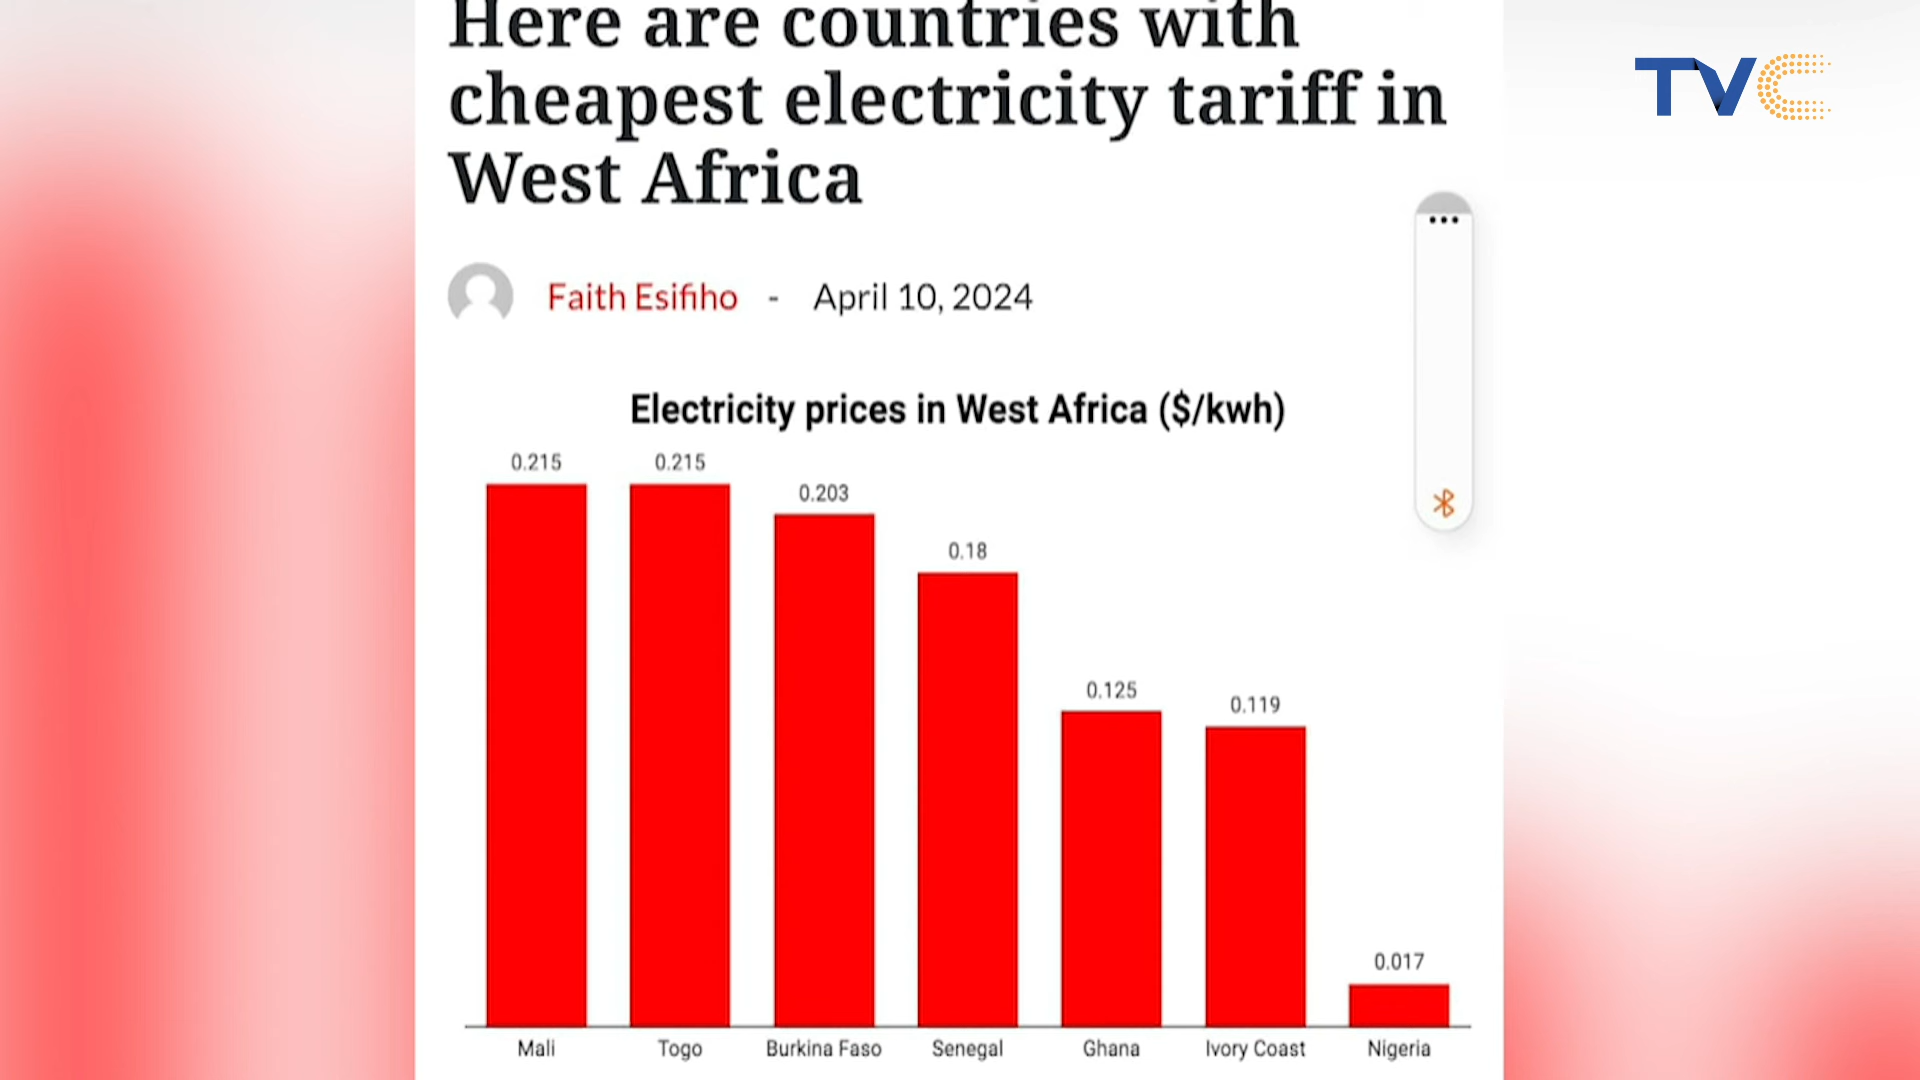 Here are countries with
cheapest electricity tariff in
West Africa
TVC
Faith Esifiho - April 10, 2024
Electricity prices in West Africa ($/kwh)
0.215
0.215
0.203
0.18
0.125
0.119
0.017
Mali
Togo
Burkina Faso
Senegal
Ghana
Ivory Coast
Nigeria